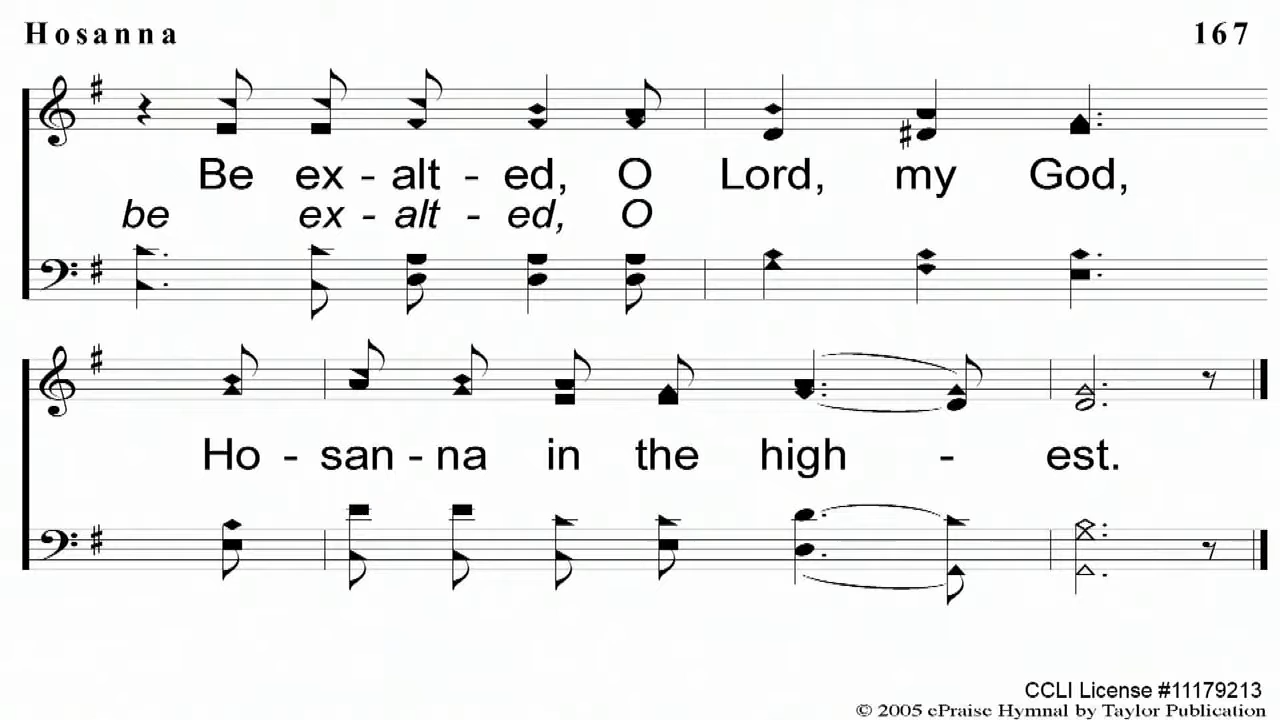 Hosanna 167
Be ex - alt - ed, O Lord, my God,
be ex - alt - ed, O
Ho - san - na in the high - est.
CCLI License #11179213
© 2005 ePraise Hymnal by Taylor Publication